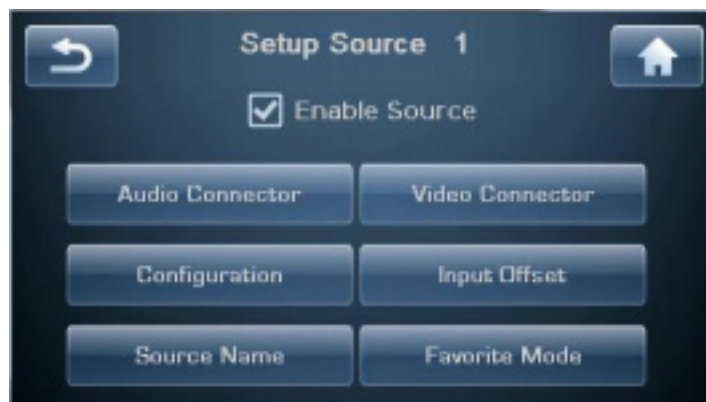 Setup Source 1
Enable Source
Audio Connector Video Connector
Configuration Input Offset
Source Name Favorite Mode